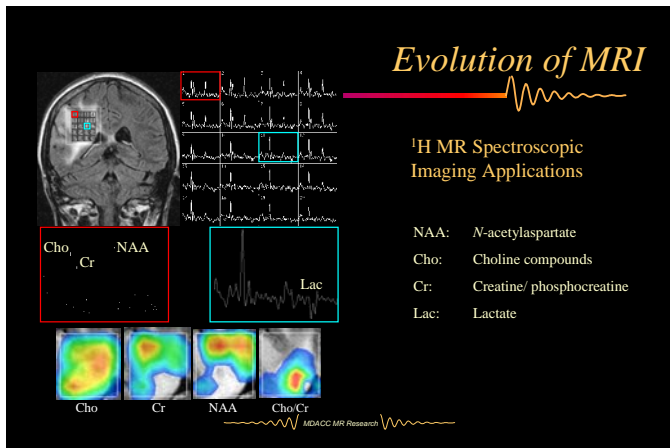 Evolution of MRI
¹H MR Spectroscopic
Imaging Applications
NAA: N-acetylaspartate
Cho: Choline compounds
Cr: Creatine/ phosphocreatine
Lac: Lactate
Cho
Cr
NAA
Lac
Cho
Cr
NAA
Cho/Cr
MDACC MR Research